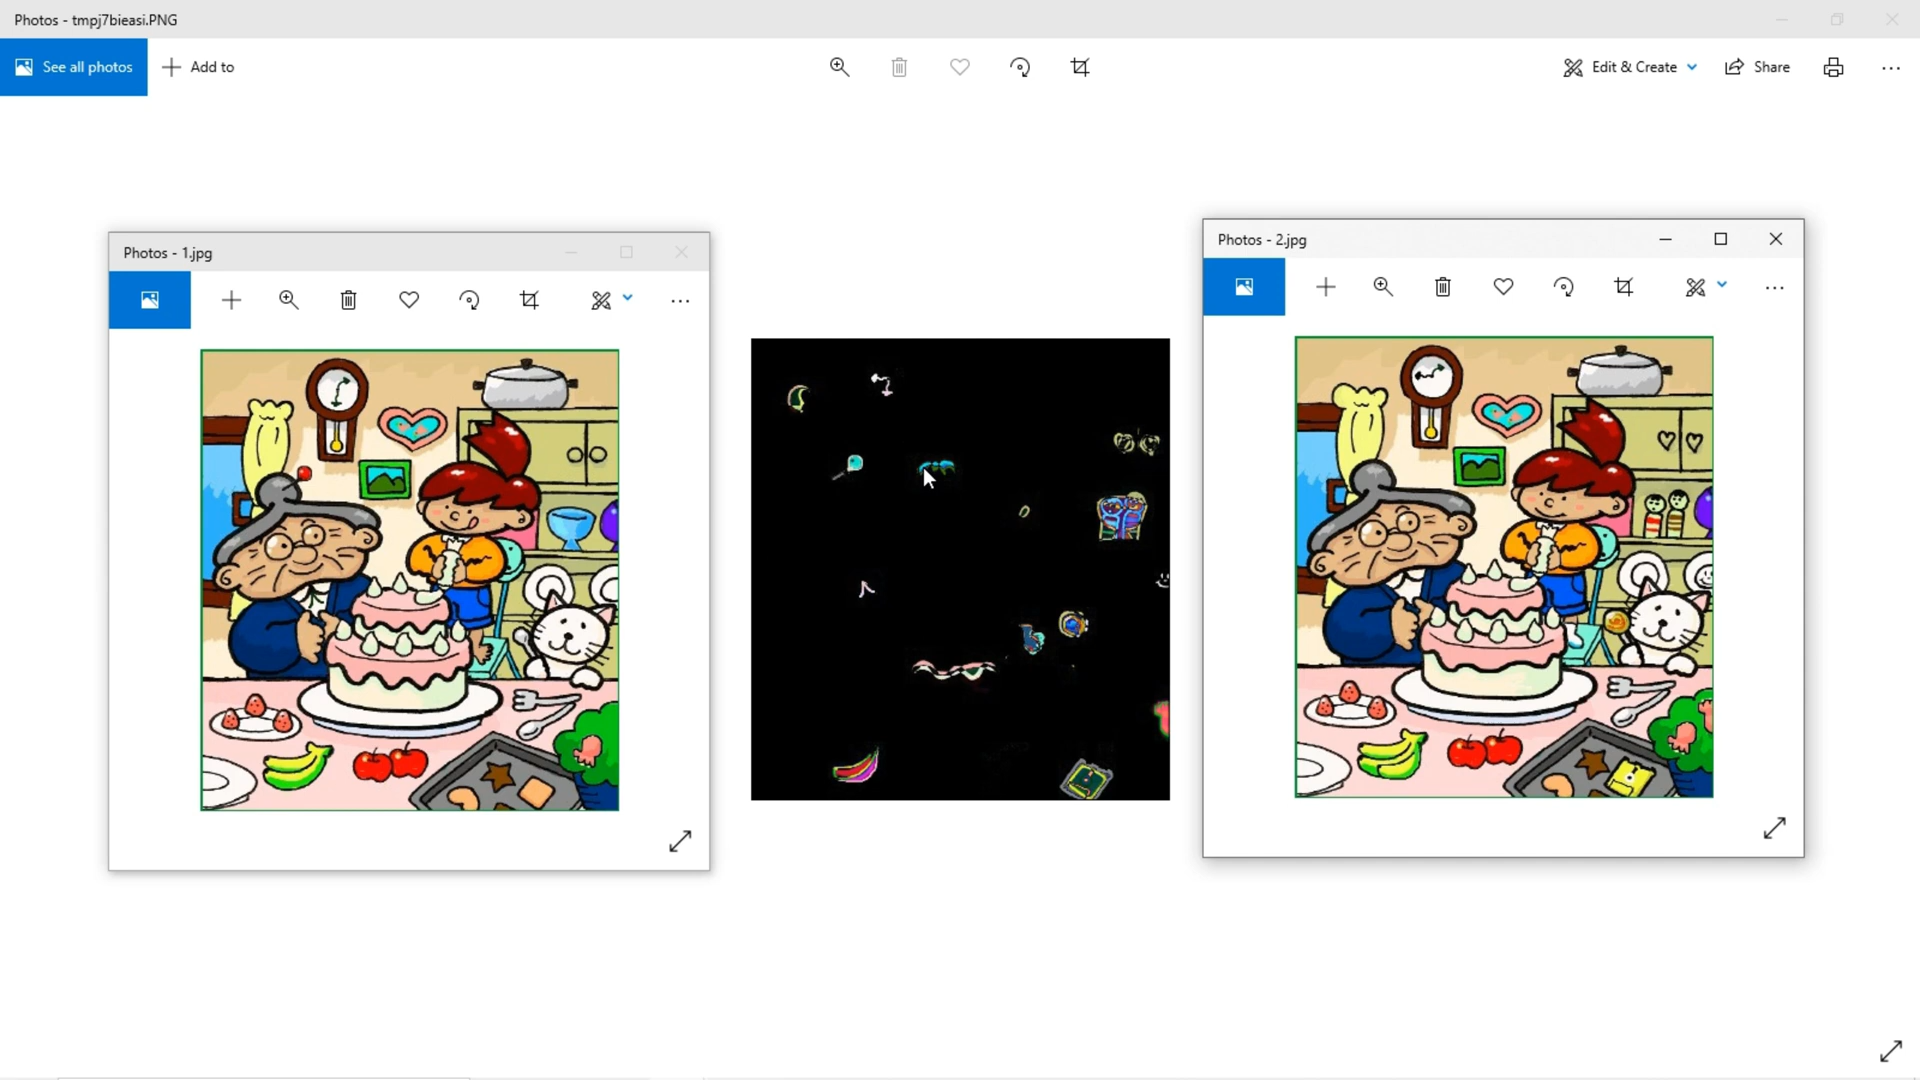 Photos - tmpj7bieasi.PNG
See all photos
Add to
Edit & Create
Share
Photos - 1.jpg
Photos - 2.jpg